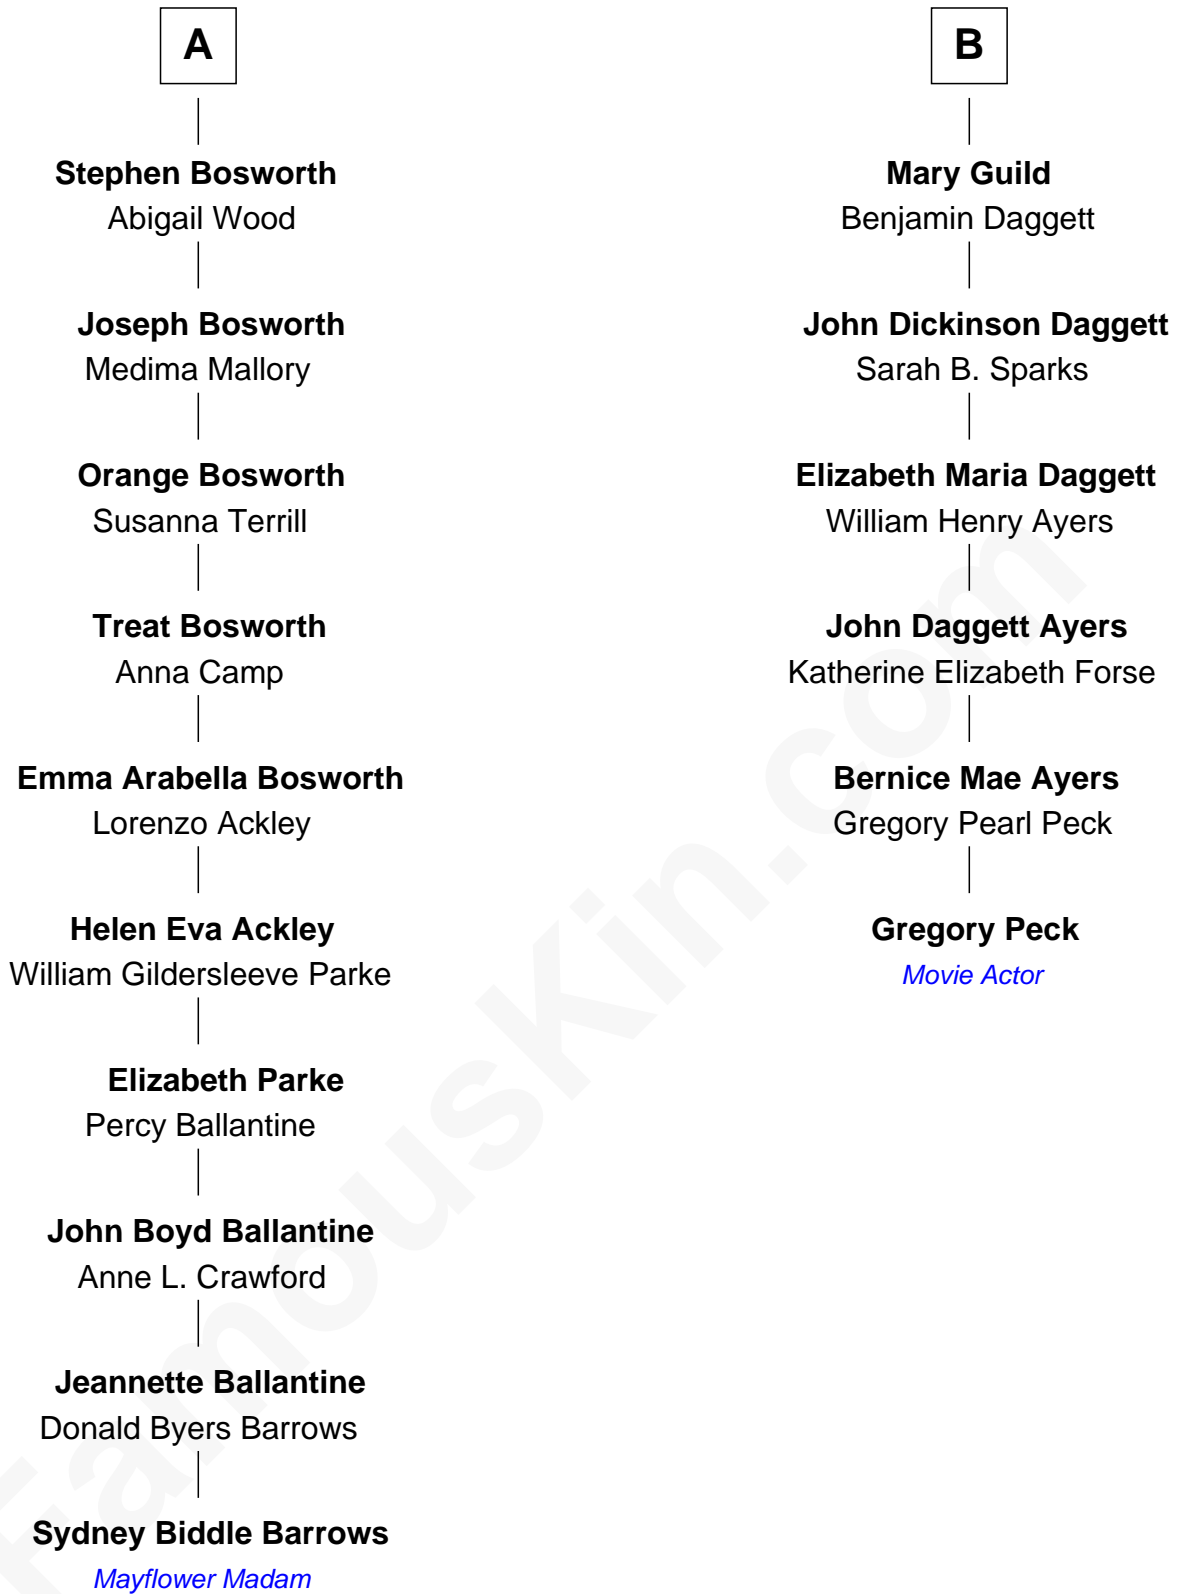 A
Stephen Bosworth
Abigail Wood
Joseph Bosworth
Medima Mallory
Orange Bosworth
Susanna Terrill
Treat Bosworth
Anna Camp
Emma Arabella Bosworth
Lorenzo Ackley
Helen Eva Ackley
William Gildersleeve Parke
Elizabeth Parke
Percy Ballantine
John Boyd Ballantine
Anne L. Crawford
Jeannette Ballantine
Donald Byers Barrows
Sydney Biddle Barrows
Mayflower Madam
B
Mary Guild
Benjamin Daggett
John Dickinson Daggett
Sarah B. Sparks
Elizabeth Maria Daggett
William Henry Ayers
John Daggett Ayers
Katherine Elizabeth Forse
Bernice Mae Ayers
Gregory Pearl Peck
Gregory Peck
Movie Actor
FamousKin.com